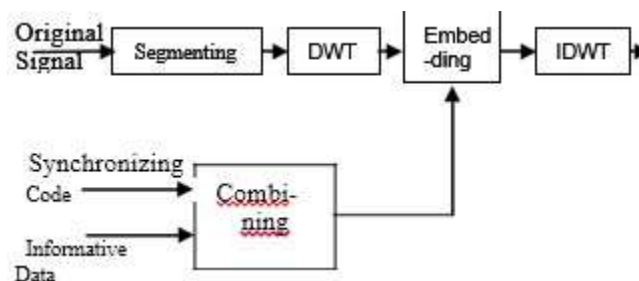 Original
Signal
Segmenting
DWT
Embed
-ding
IDWT
Synchronizing
Code
Combi-
ning
Informative
Data